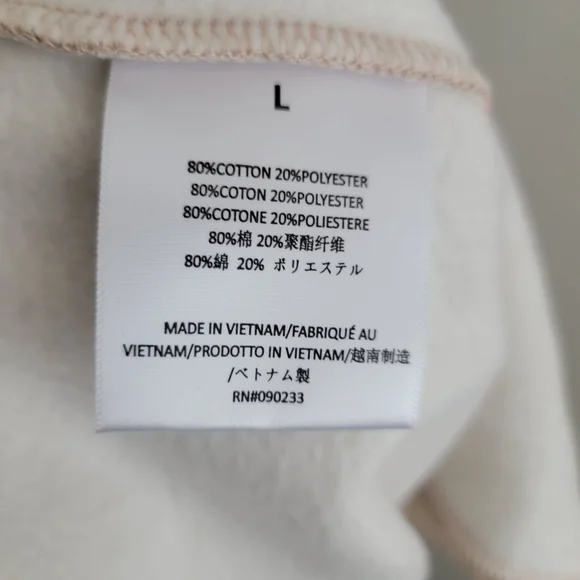 L
80%COTTON 20%POLYESTER
80%COTON 20%POLYESTER
80%COTONE 20%POLIESTERE
80%棉 20%聚酯纤维
80%綿 20% ポリエステル
MADE IN VIETNAM/FABRIQUÉ AU
VIETNAM/PRODOTTO IN VIETNAM/越南制造
/ベトナム製
RN#090233